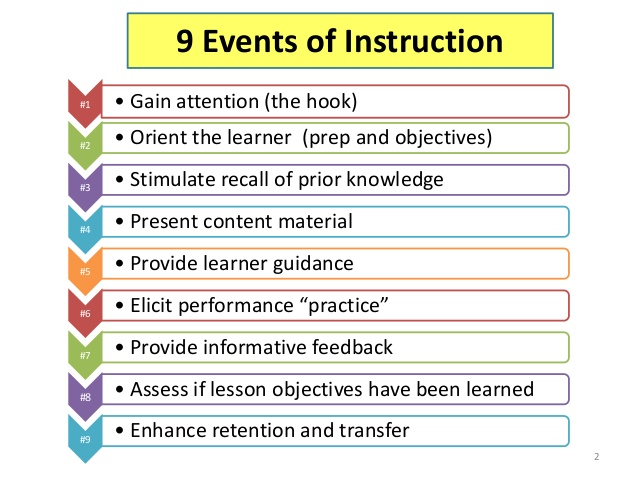 9 Events of Instruction
#1 • Gain attention (the hook)
#2 • Orient the learner (prep and objectives)
#3 • Stimulate recall of prior knowledge
#4 • Present content material
#5 • Provide learner guidance
#6 • Elicit performance “practice”
#7 • Provide informative feedback
#8 • Assess if lesson objectives have been learned
#9 • Enhance retention and transfer
2